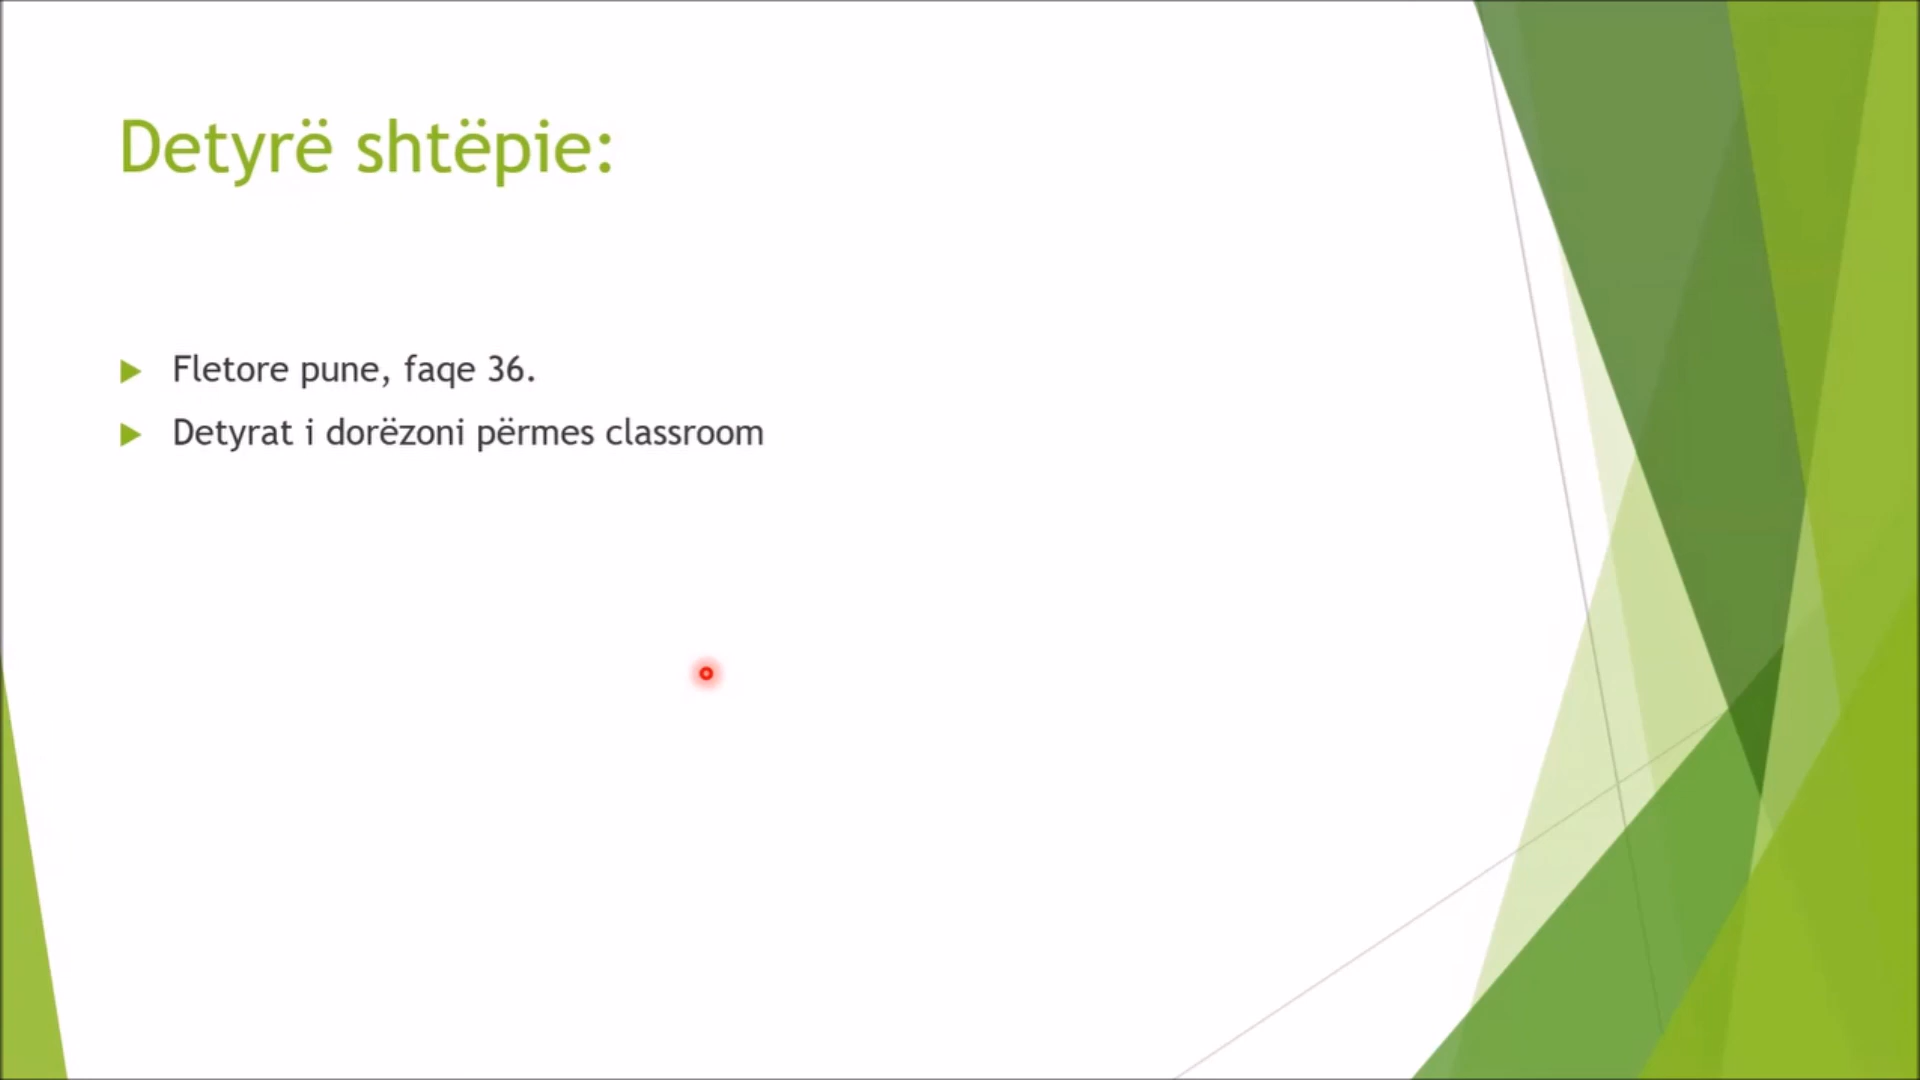 Detyrë shtëpie:
Fletore pune, faqe 36.
Detyrat i dorëzoni përmes classroom